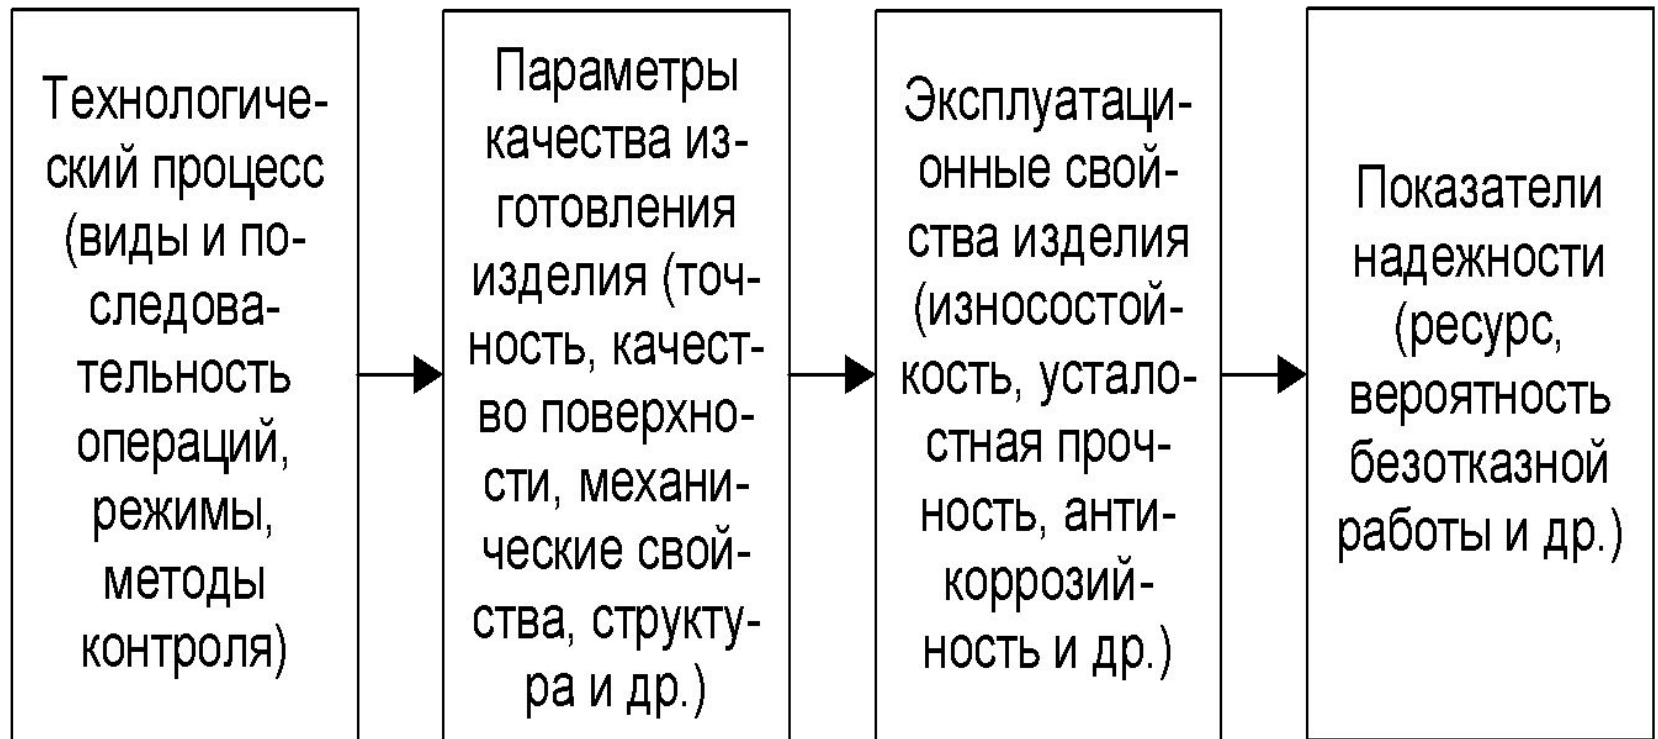 Технологиче-
ский процесс
(виды и по-
следова-
тельность
операций,
режимы,
методы
контроля)
Параметры
качества из-
готовления
изделия (точ-
ность, качест-
во поверхно-
сти, механи-
ческие свой-
ства, структу-
ра и др.)
Эксплуатаци-
онные свой-
ства изделия
(износостой-
кость, устало-
стная проч-
ность, анти-
коррозий-
ность и др.)
Показатели
надежности
(ресурс,
вероятность
безотказной
работы и др.)